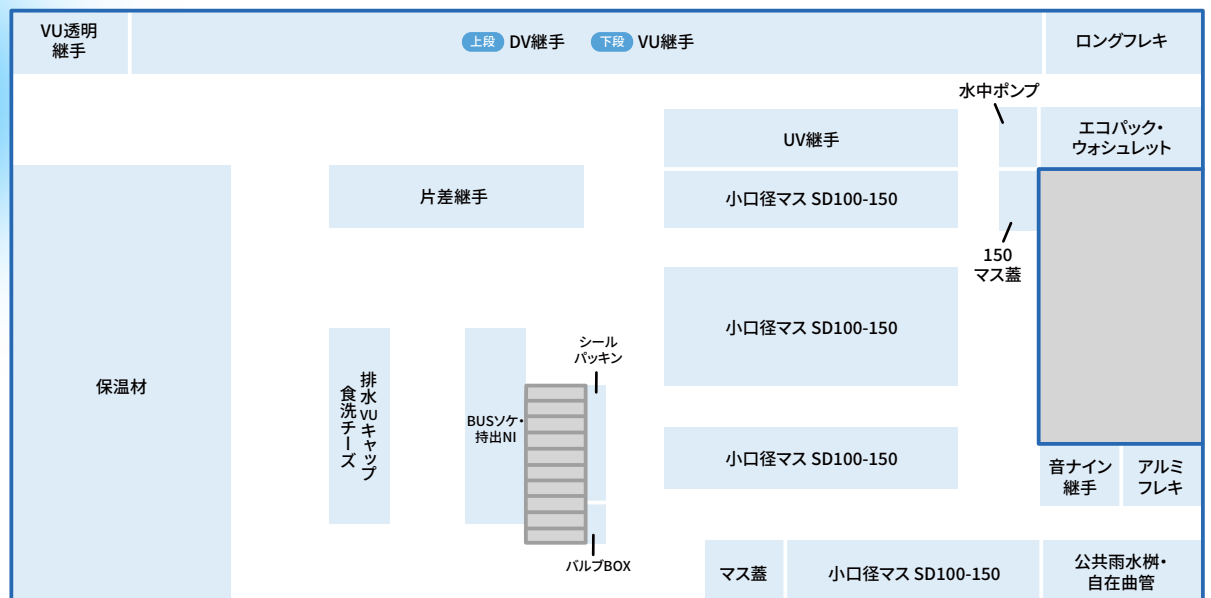 VU透明
継手
上段 DV継手 下段 VU継手
ロングフレキ
水中ポンプ
UV継手
エコパック・
ウォシュレット
片差継手
小口径マス SD100-150
150
マス蓋
小口径マス SD100-150
保温材
排水VUキャップ
食洗チーズ
BUSソケ・
持出NI
シール
パッキン
小口径マス SD100-150
音ナイン
継手
アルミ
フレキ
バルブBOX
マス蓋
小口径マス SD100-150
公共雨水桝・
自在曲管